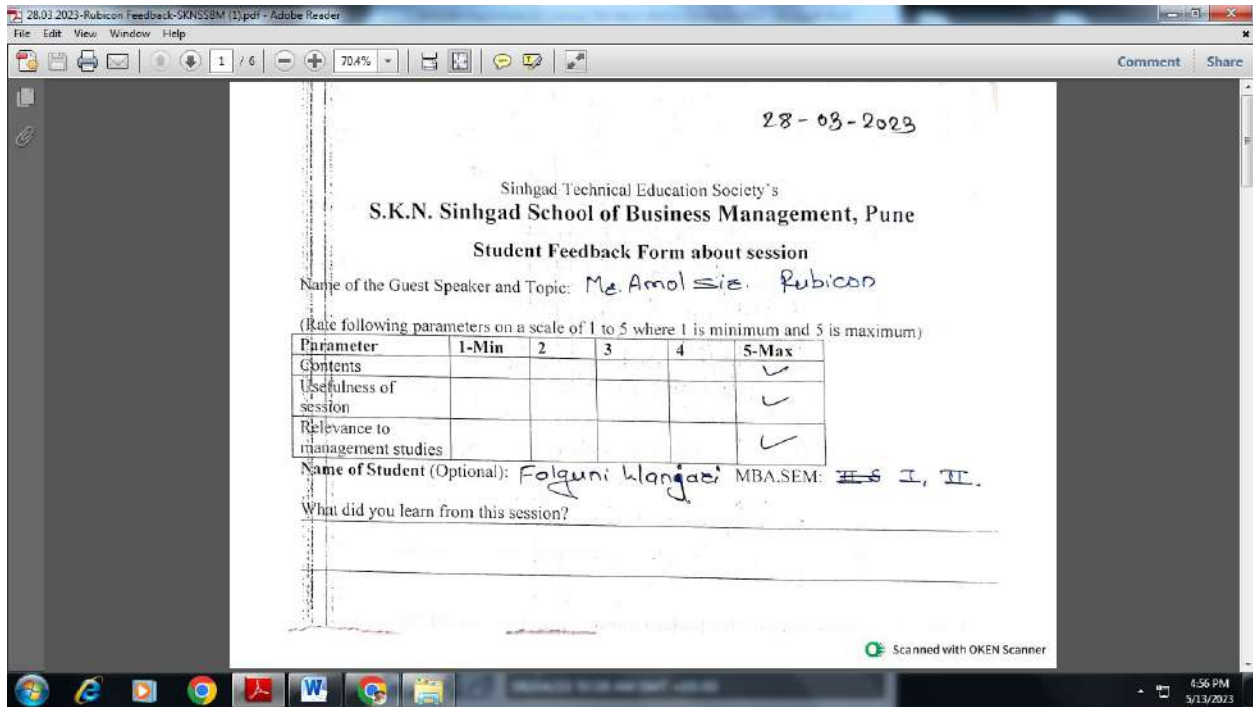 28.03.2023-Rubicon Feedback-SKNSSBM (1).pdf - Adobe Reader
File Edit View Window Help
1 / 6 70.4% Comment Share
28-03-2023
Sinhgad Technical Education Society's
S.K.N. Sinhgad School of Business Management, Pune
Student Feedback Form about session
Name of the Guest Speaker and Topic: Mr. Amol Sir. Rubicon
(Rate following parameters on a scale of 1 to 5 where 1 is minimum and 5 is maximum)
Parameter 1-Min 2 3 4 5-Max
Contents
Usefulness of
session
Relevance to
management studies
Name of Student (Optional): Falguni MBA.SEM: I, II.
What did you learn from this session?
Scanned with OKEN Scanner
4:56 PM
5/13/2023